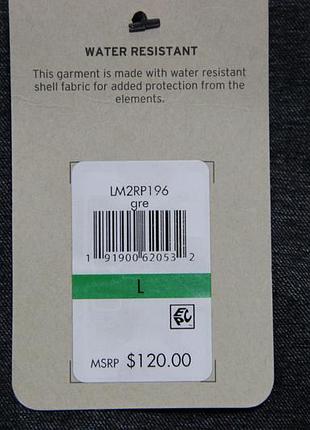 WATER RESISTANT
This garment is made with water resistant
shell fabric for added protection from the
elements.
LM2RP196
gre
1 91900 62053 2
L
EPC
MSRP $120.00